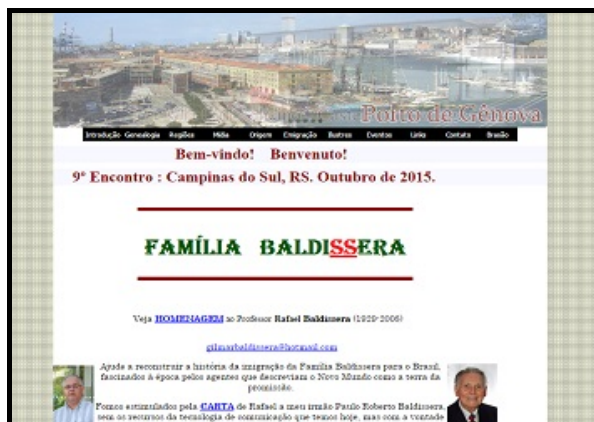 Porto de Gênova
Introdução Genealogia Regiões Mídia Origem Emigração Ilustres Eventos Links Contato Brasão
Bem-vindo! Benvenuto!
9º Encontro : Campinas do Sul, RS. Outubro de 2015.
FAMÍLIA BALDISSERA
Veja HOMENAGEM ao Professor Rafael Baldissera (1929-2006)
gilmarbaldissera@hotmail.com
Ajude a reconstruir a história da imigração da Família Baldissera para o Brasil,
fascinados à época pelos agentes que descreviam o Novo Mundo como a terra da
promissão.
Fomos estimulados pela CARTA de Rafael a meu irmão Paulo Roberto Baldissera,
sem os recursos da tecnologia de comunicação que temos hoje, mas com a vontade